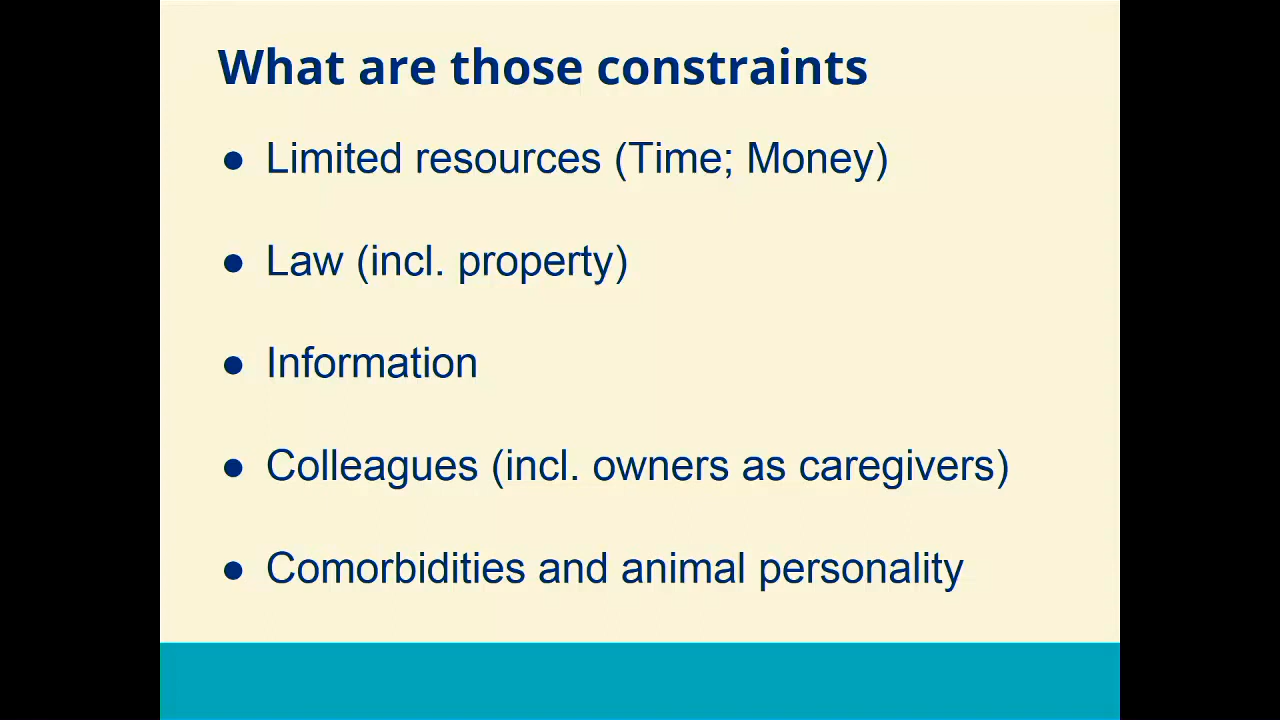 What are those constraints
● Limited resources (Time; Money)
● Law (incl. property)
● Information
● Colleagues (incl. owners as caregivers)
● Comorbidities and animal personality